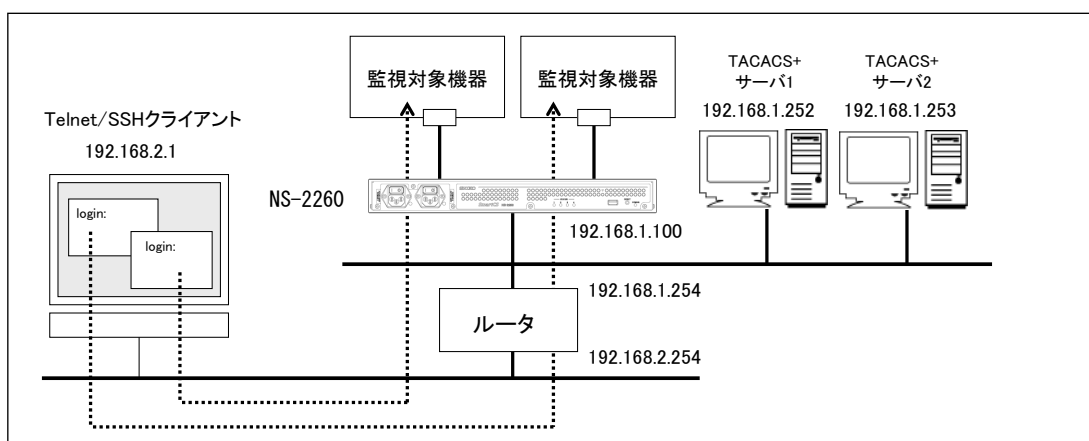 監視対象機器
監視対象機器
TACACS+
サーバ1
192.168.1.252
TACACS+
サーバ2
192.168.1.253
Telnet/SSHクライアント
192.168.2.1
login:
login:
NS-2260
192.168.1.100
192.168.1.254
ルータ
192.168.2.254